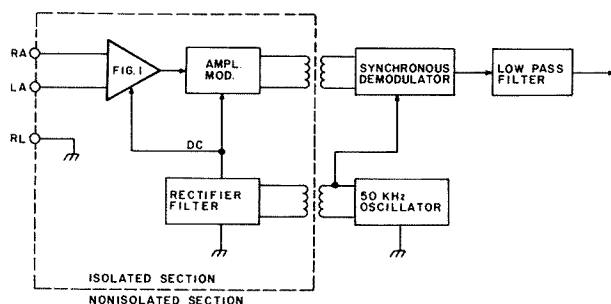 RA
LA
RL
FIG. 1
AMPL.
MOD.
SYNCHRONOUS
DEMODULATOR
LOW PASS
FILTER
DC
RECTIFIER
FILTER
50 KHz
OSCILLATOR
ISOLATED SECTION
NONISOLATED SECTION